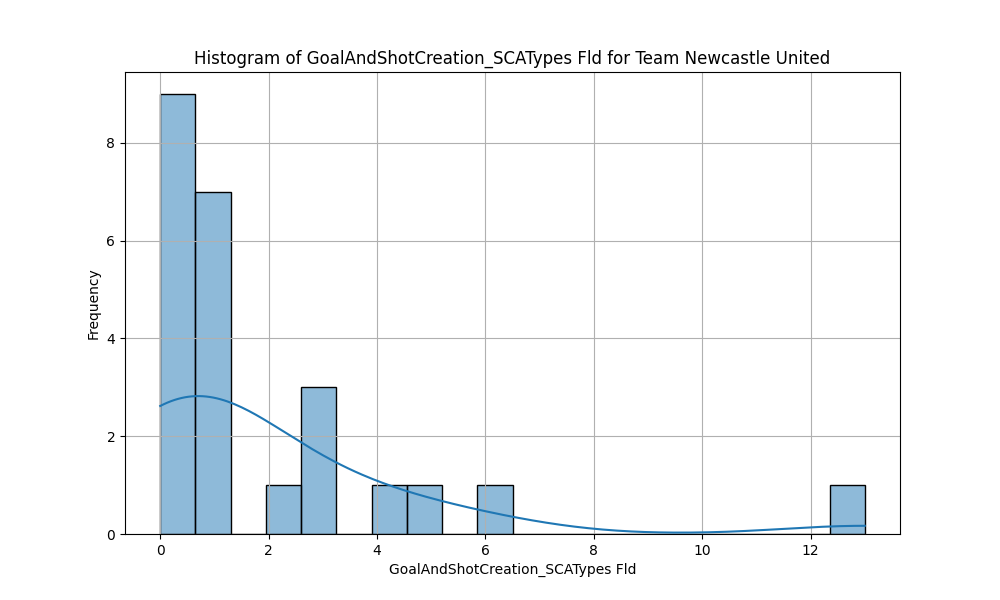 Histogram of GoalAndShotCreation_SCATypes Fld for Team Newcastle United
8
6
4
2
0
Frequency
0 2 4 6 8 10 12
GoalAndShotCreation_SCATypes Fld